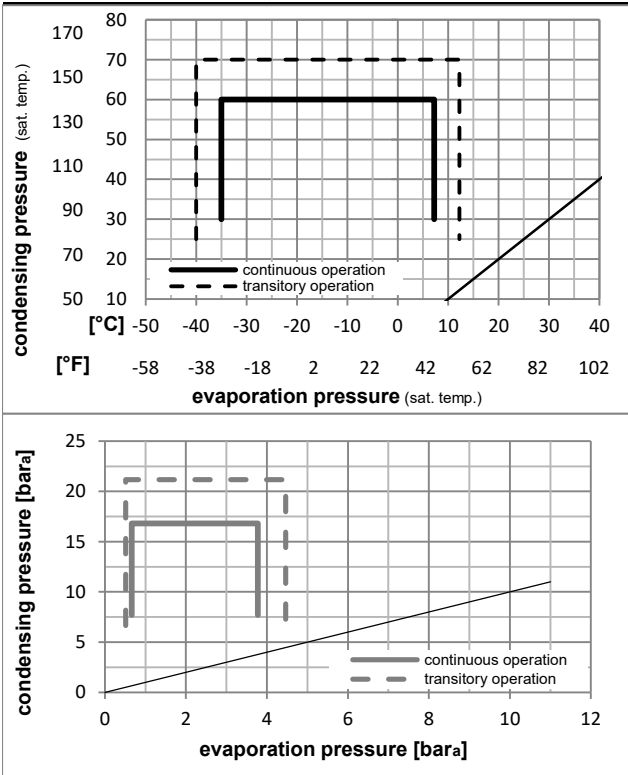 170 80
150 70
60
130
50
110 40
90 30
70 20
50 10
condensing pressure (sat. temp.)
continuous operation
transitory operation
[°C] -50 -40 -30 -20 -10 0 10 20 30 40
[°F] -58 -38 -18 2 22 42 62 82 102
evaporation pressure (sat. temp.)
25
20
15
10
5
0
condensing pressure [bara]
continuous operation
transitory operation
0 2 4 6 8 10 12
evaporation pressure [bara]